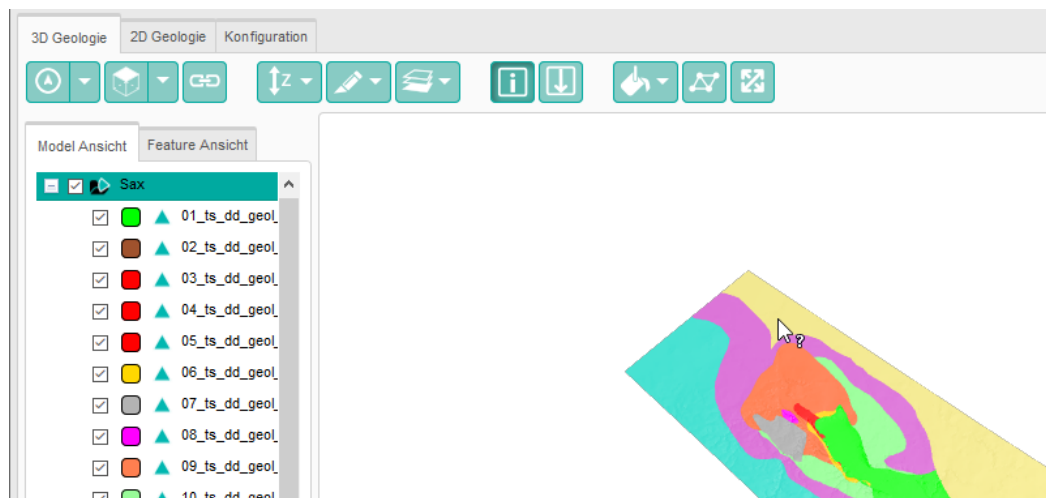 3D Geologie 2D Geologie Konfiguration
Z
i
Model Ansicht Feature Ansicht
Sax
01_ts_dd_geol_
02_ts_dd_geol_
03_ts_dd_geol_
04_ts_dd_geol_
05_ts_dd_geol_
06_ts_dd_geol_
07_ts_dd_geol_
08_ts_dd_geol_
09_ts_dd_geol_
10_ts_dd_geol
?